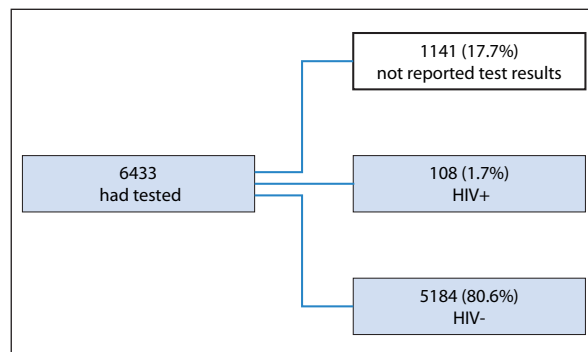 1141 (17.7%)
not reported test results
6433
had tested
108 (1.7%)
HIV+
5184 (80.6%)
HIV-